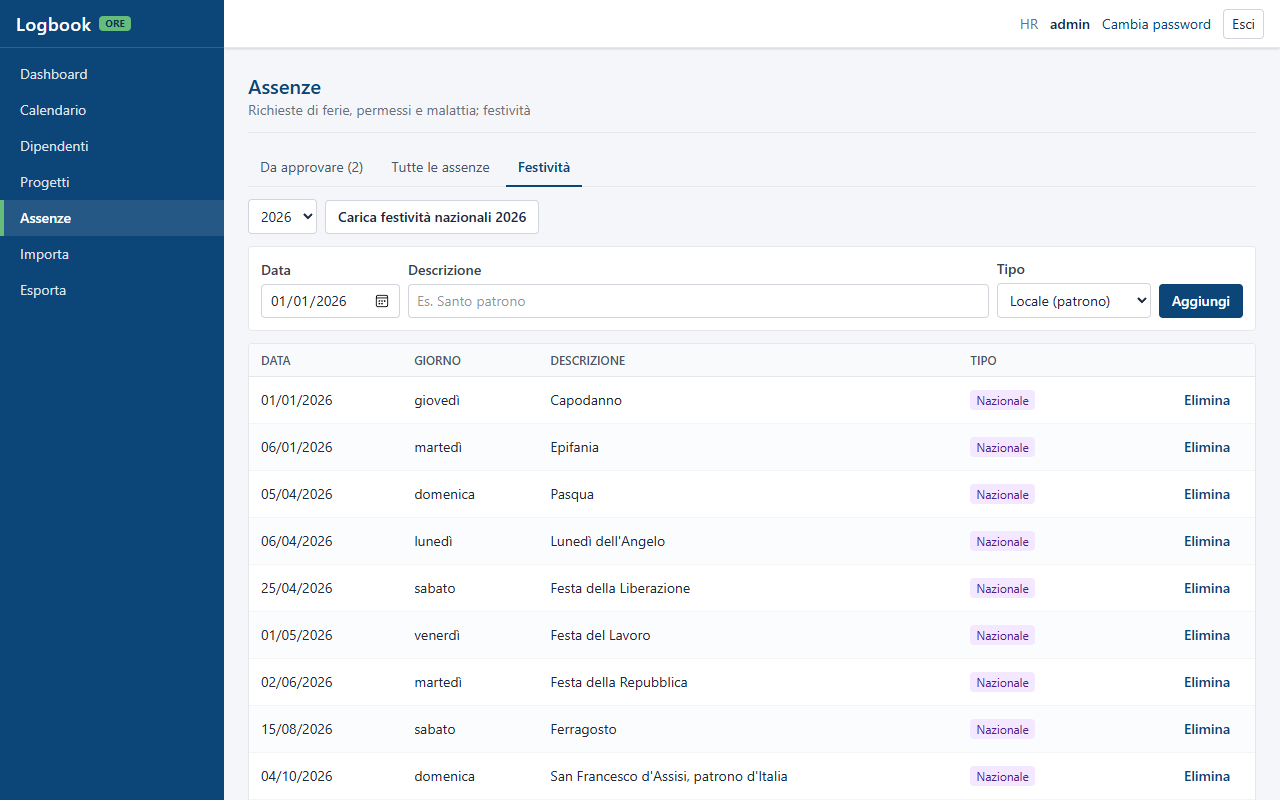 Logbook ORE
HR admin Cambia password Esci
Dashboard
Calendario
Dipendenti
Progetti
Assenze
Importa
Esporta
Assenze
Richieste di ferie, permessi e malattia; festività
Da approvare (2) Tutte le assenze Festività
2026 Carica festività nazionali 2026
Data Descrizione Tipo
01/01/2026 Es. Santo patrono Locale (patrono) Aggiungi
DATA GIORNO DESCRIZIONE TIPO
01/01/2026 giovedì Capodanno Nazionale Elimina
06/01/2026 martedì Epifania Nazionale Elimina
05/04/2026 domenica Pasqua Nazionale Elimina
06/04/2026 lunedì Lunedì dell'Angelo Nazionale Elimina
25/04/2026 sabato Festa della Liberazione Nazionale Elimina
01/05/2026 venerdì Festa del Lavoro Nazionale Elimina
02/06/2026 martedì Festa della Repubblica Nazionale Elimina
15/08/2026 sabato Ferragosto Nazionale Elimina
04/10/2026 domenica San Francesco d'Assisi, patrono d'Italia Nazionale Elimina